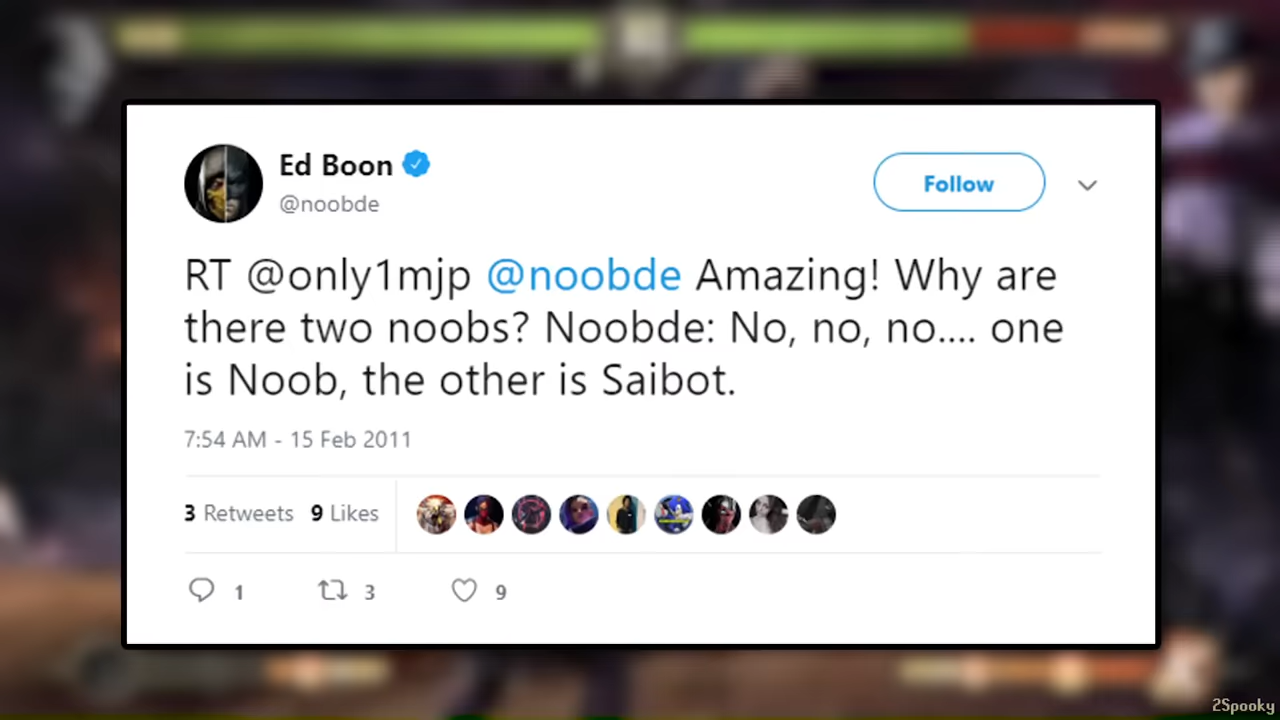 Ed Boon
@noobde
Follow
RT @only1mjp @noobde Amazing! Why are
there two noobs? Noobde: No, no, no.... one
is Noob, the other is Saibot.
7:54 AM - 15 Feb 2011
3 Retweets 9 Likes
1 3 9
2Spooky